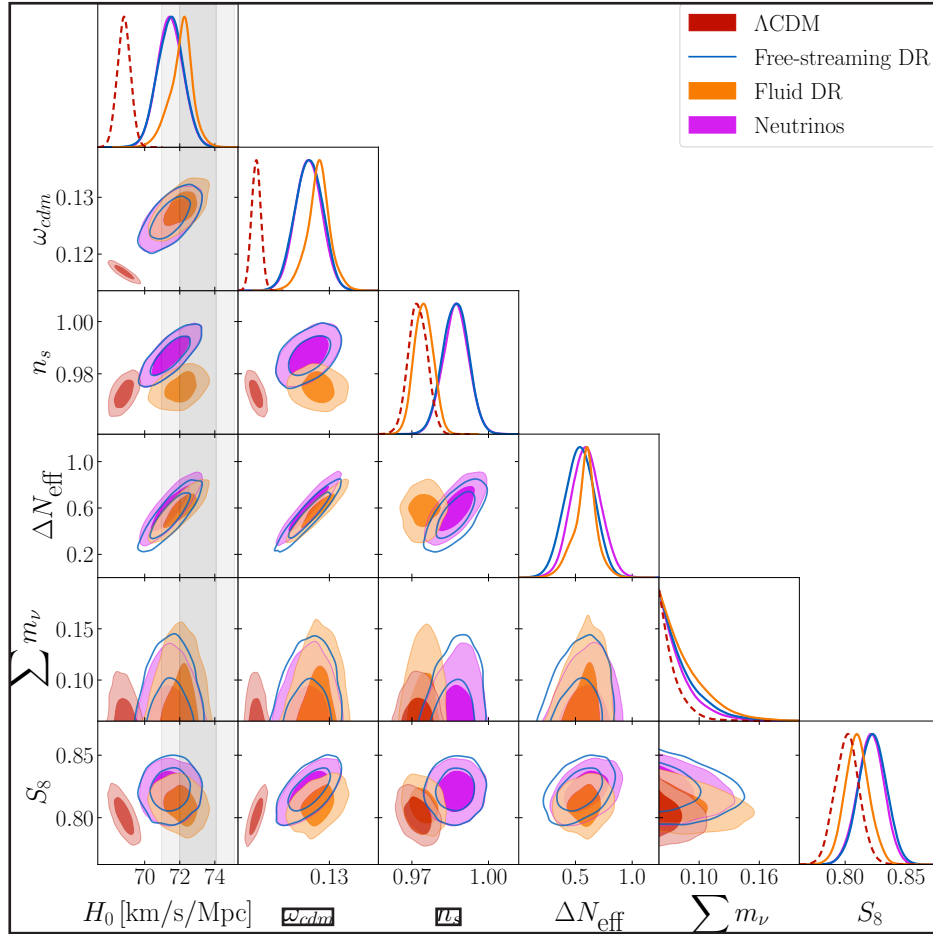 ΛCDM
Free-streaming DR
Fluid DR
Neutrinos
ω_cdm
0.13
0.12
n_s
1.00
0.98
ΔN_eff
1.0
0.6
0.2
∑ m_ν
0.15
0.10
S_8
0.85
0.80
70 72 74 0.13 0.97 1.00 0.5 1.0 0.10 0.16 0.80 0.85
H_0 [km/s/Mpc] ω_cdm n_s ΔN_eff ∑ m_ν S_8